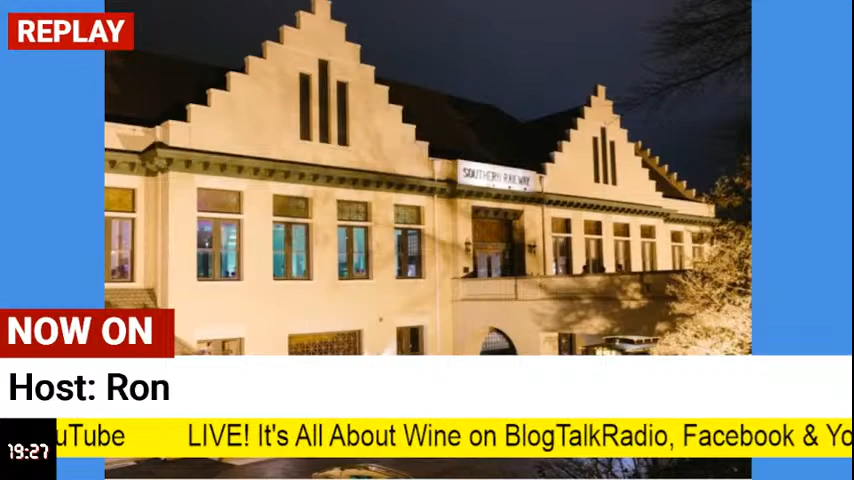 REPLAY
SOUTHERN RAILWAY
NOW ON
Host: Ron
uTube LIVE! It's All About Wine on BlogTalkRadio, Facebook & Yo
19:27